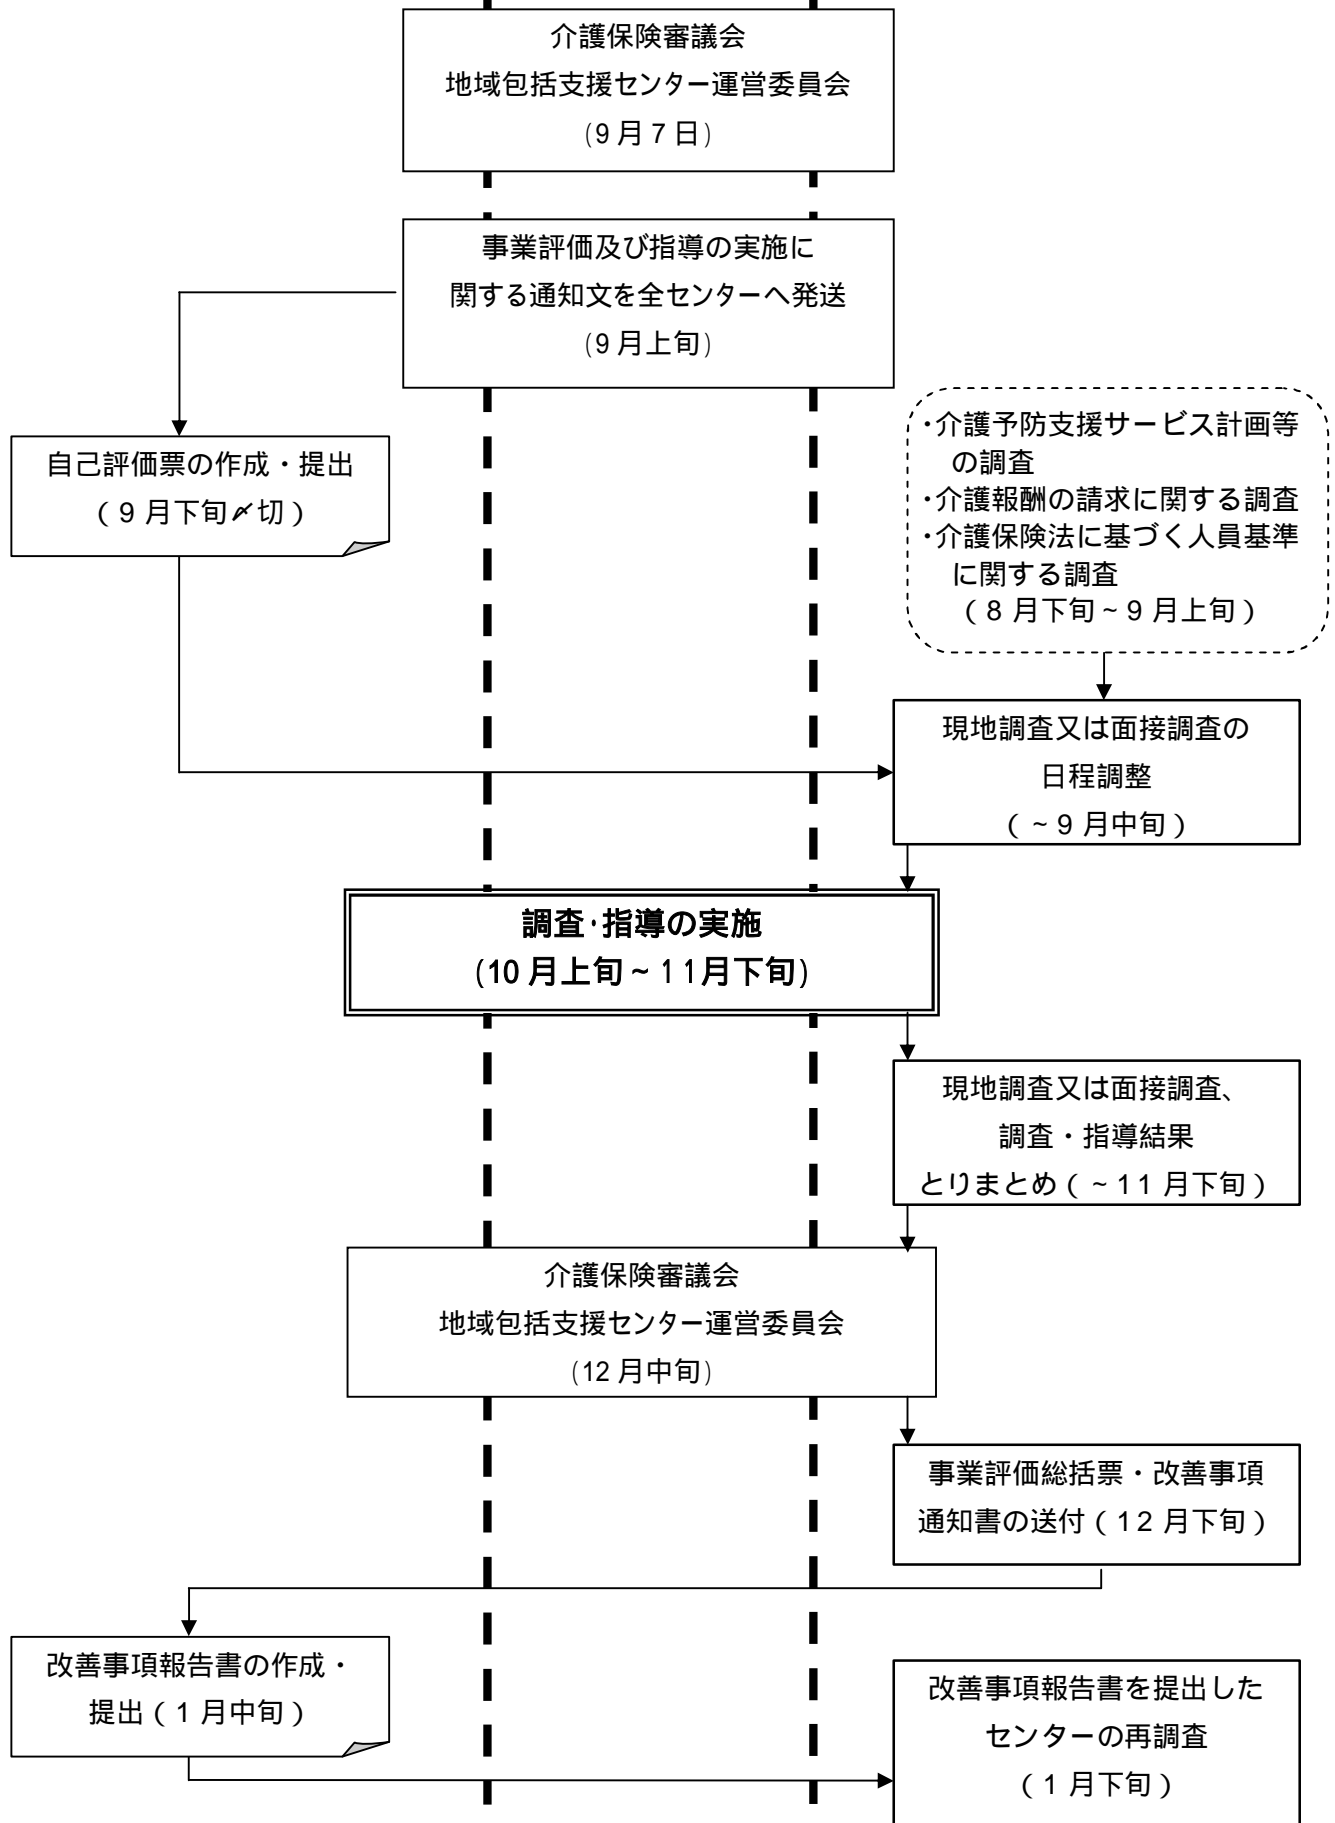 介護保険審議会
地域包括支援センター運営委員会
(9月7日)
事業評価及び指導の実施に
関する通知文を全センターへ発送
(9月上旬)
自己評価票の作成・提出
(9月下旬〆切)
・介護予防支援サービス計画等
の調査
・介護報酬の請求に関する調査
・介護保険法に基づく人員基準
に関する調査
(8月下旬~9月上旬)
現地調査又は面接調査の
日程調整
(~9月中旬)
調査・指導の実施
(10月上旬~11月下旬)
現地調査又は面接調査、
調査・指導結果
とりまとめ(~11月下旬)
介護保険審議会
地域包括支援センター運営委員会
(12月中旬)
事業評価総括票・改善事項
通知書の送付(12月下旬)
改善事項報告書の作成・
提出(1月中旬)
改善事項報告書を提出した
センターの再調査
(1月下旬)